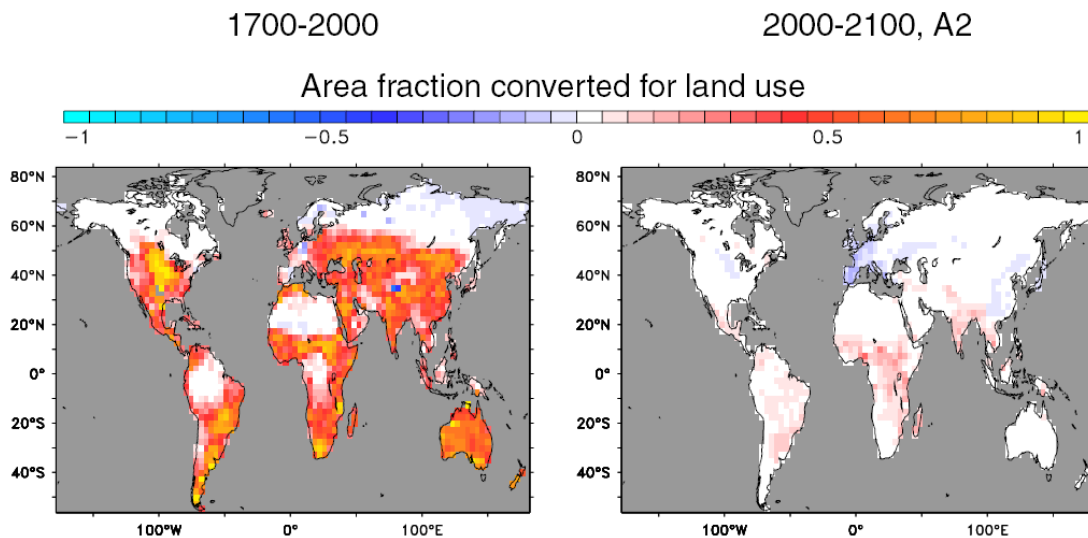 1700-2000 2000-2100, A2
Area fraction converted for land use
−1 −0.5 0 0.5 1
80°N 80°N
60°N 60°N
40°N 40°N
20°N 20°N
0° 0°
20°S 20°S
40°S 40°S
100°W 0° 100°E 100°W 0° 100°E